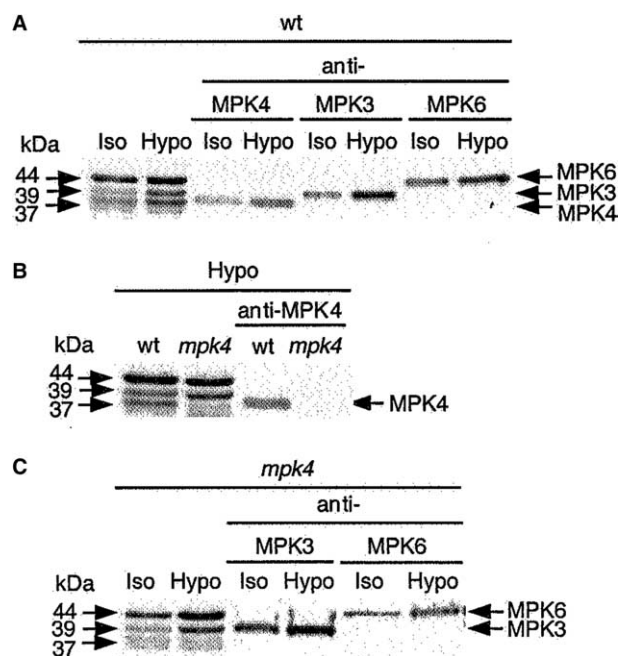 A
wt
anti-
MPK4 MPK3 MPK6
kDa Iso Hypo Iso Hypo Iso Hypo Iso Hypo
44 MPK6
39 MPK3
37 MPK4
B
Hypo
anti-MPK4
kDa wt mpk4 wt mpk4
44
39
37 MPK4
C
mpk4
anti-
MPK3 MPK6
kDa Iso Hypo Iso Hypo Iso Hypo
44 MPK6
39 MPK3
37